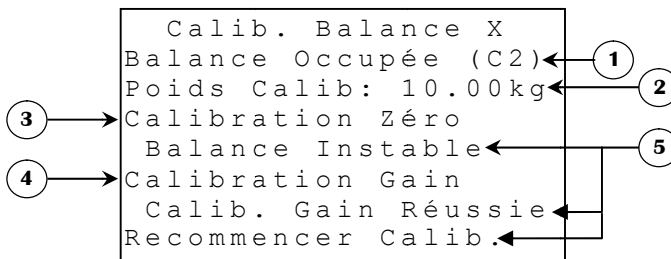 Calib. Balance X
Balance Occupée (C2) 1
Poids Calib: 10.00kg 2
3 Calibration Zéro
Balance Instable 5
4 Calibration Gain
Calib. Gain Réussie
Recommencer Calib.